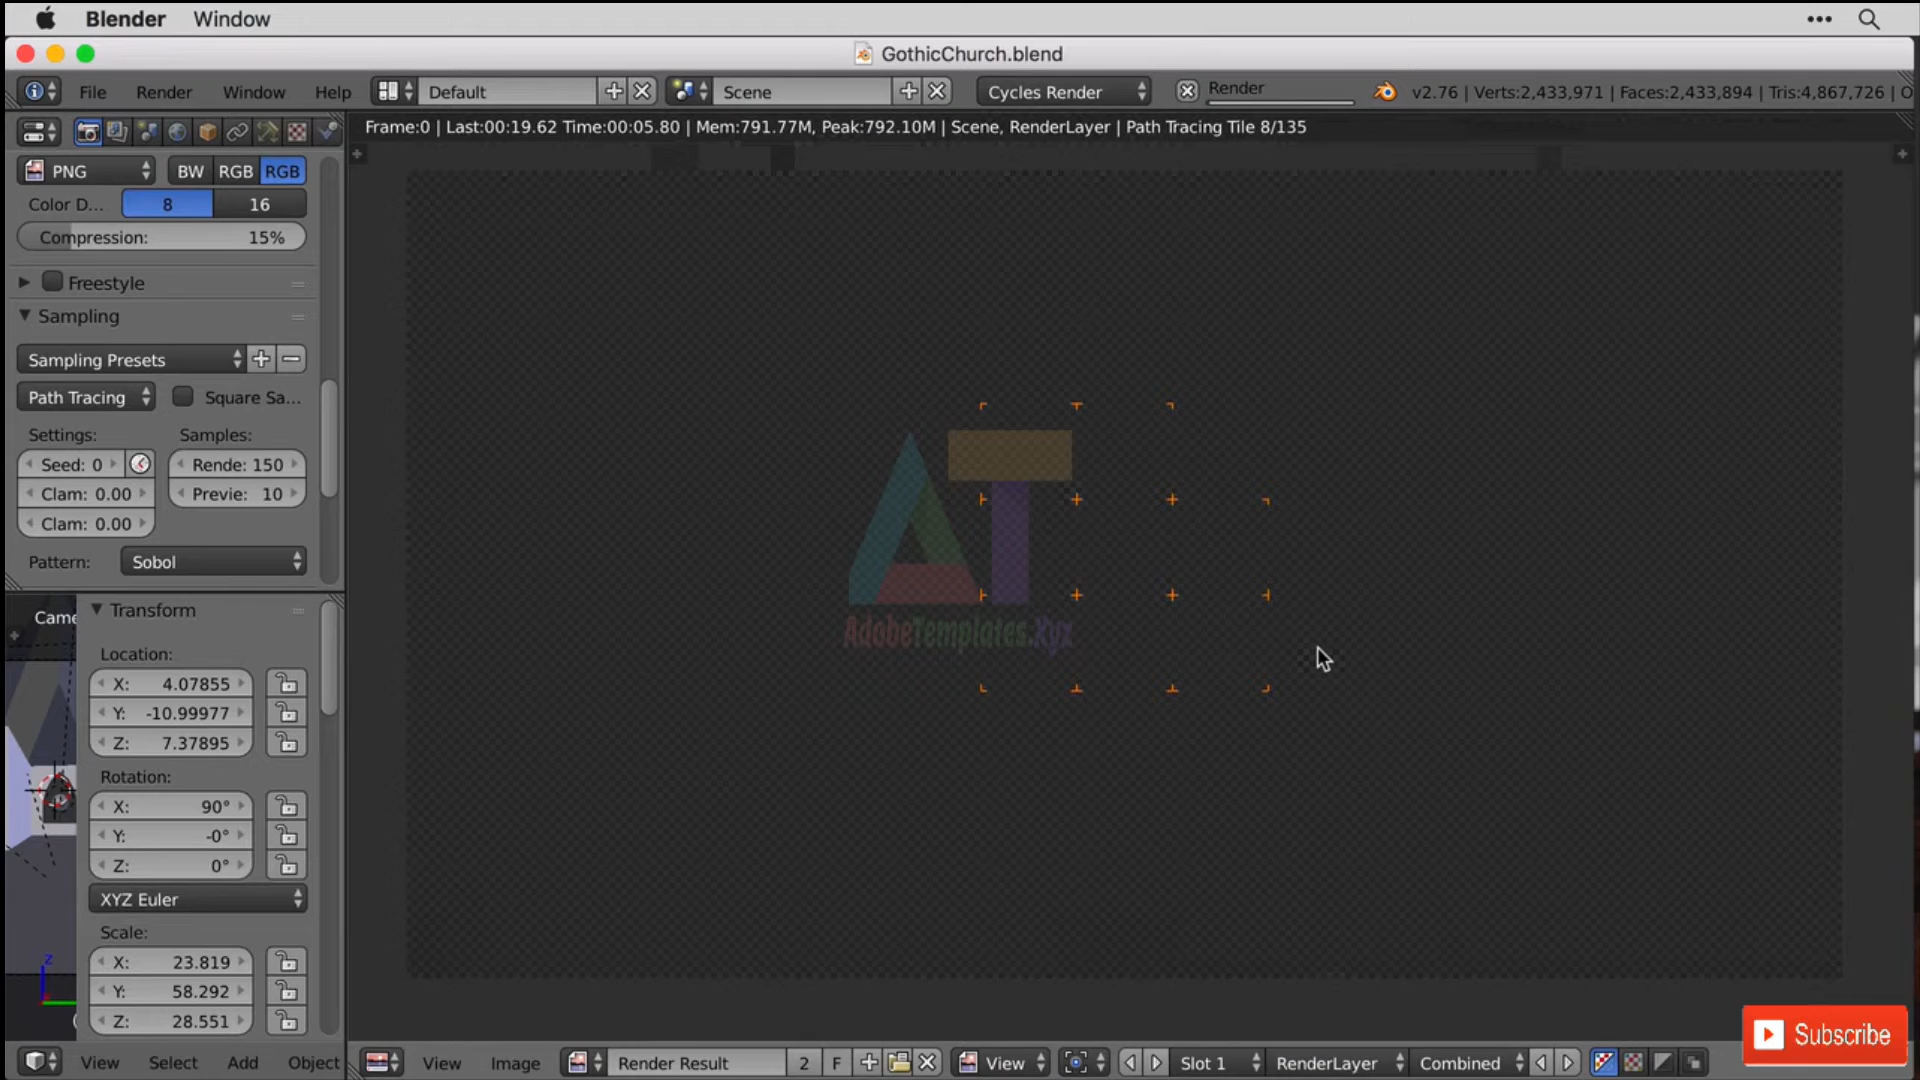 Blender Window
GothicChurch.blend
File Render Window Help Default Scene Cycles Render Render v2.76 | Verts:2,433,971 | Faces:2,433,894 | Tris:4,867,726 | O
Frame:0 | Last:00:19.62 Time:00:05.80 | Mem:791.77M, Peak:792.10M | Scene, RenderLayer | Path Tracing Tile 8/135
PNG BW RGB RGB
Color D... 8 16
Compression: 15%
Freestyle
Sampling
Sampling Presets
Path Tracing Square Sa...
Settings: Samples:
Seed: 0 Rende: 150
Clam: 0.00 Previe: 10
Clam: 0.00
Pattern: Sobol
AT
AdobeTemplates.Xyz
Came
Transform
Location:
X: 4.07855
Y: -10.99977
Z: 7.37895
Rotation:
X: 90°
Y: -0°
Z: 0°
XYZ Euler
Scale:
X: 23.819
Y: 58.292
Z: 28.551
Subscribe
View Select Add Object View Image Render Result 2 F View Slot 1 RenderLayer Combined